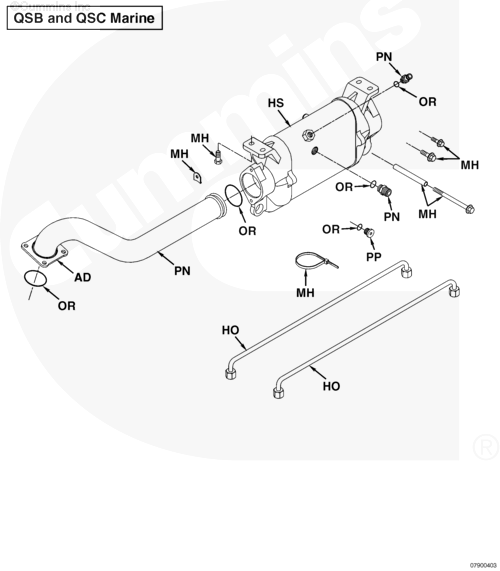 ©Cummins Inc
QSB and QSC Marine
cummins
PN
OR
HS
MH
MH
MH
OR
PN
MH
OR
OR
PP
PN
AD
OR
MH
HO
HO
®
07900403